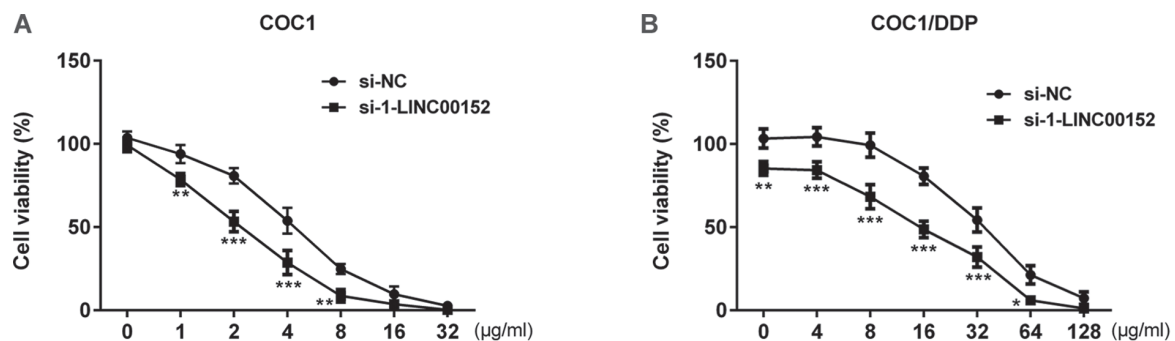 A
COC1
Cell viability (%)
150
100
50
0
si-NC
si-1-LINC00152
**
***
***
**
0 1 2 4 8 16 32 (μg/ml)
B
COC1/DDP
Cell viability (%)
150
100
50
0
si-NC
si-1-LINC00152
**
***
***
***
***
*
0 4 8 16 32 64 128 (μg/ml)